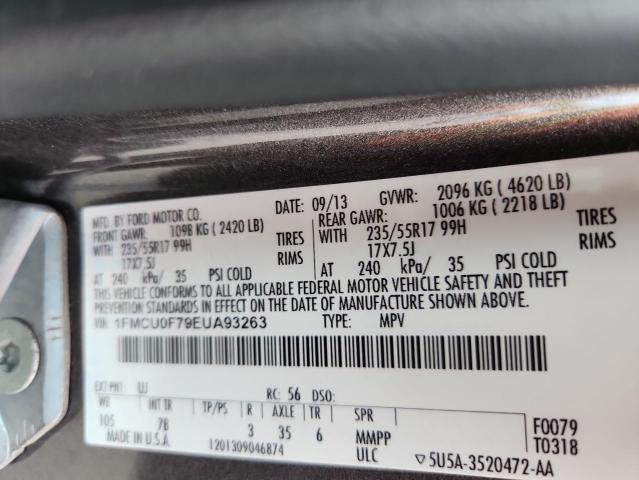 MFD. BY FORD MOTOR CO.
DATE: 09/13 GVWR: 2096 KG ( 4620 LB)
FRONT GAWR: 1098 KG ( 2420 LB) REAR GAWR: 1006 KG ( 2218 LB)
WITH 235/55R17 99H TIRES WITH 235/55R17 99H TIRES
17X7.5J RIMS 17X7.5J RIMS
AT 240 kPa/ 35 PSI COLD AT 240 kPa/ 35 PSI COLD
THIS VEHICLE CONFORMS TO ALL APPLICABLE FEDERAL MOTOR VEHICLE SAFETY AND THEFT
PREVENTION STANDARDS IN EFFECT ON THE DATE OF MANUFACTURE SHOWN ABOVE.
VIN: 1FMCU0F79EUA93263 TYPE: MPV
EXT PNT: UJ RC: 56 DSO:
WB INT TR TP/PS R AXLE TR SPR
105 7B 3 35 6 MMPP F0079
MADE IN U.S.A. 1201309046874 ULC T0318
5U5A-3520472-AA